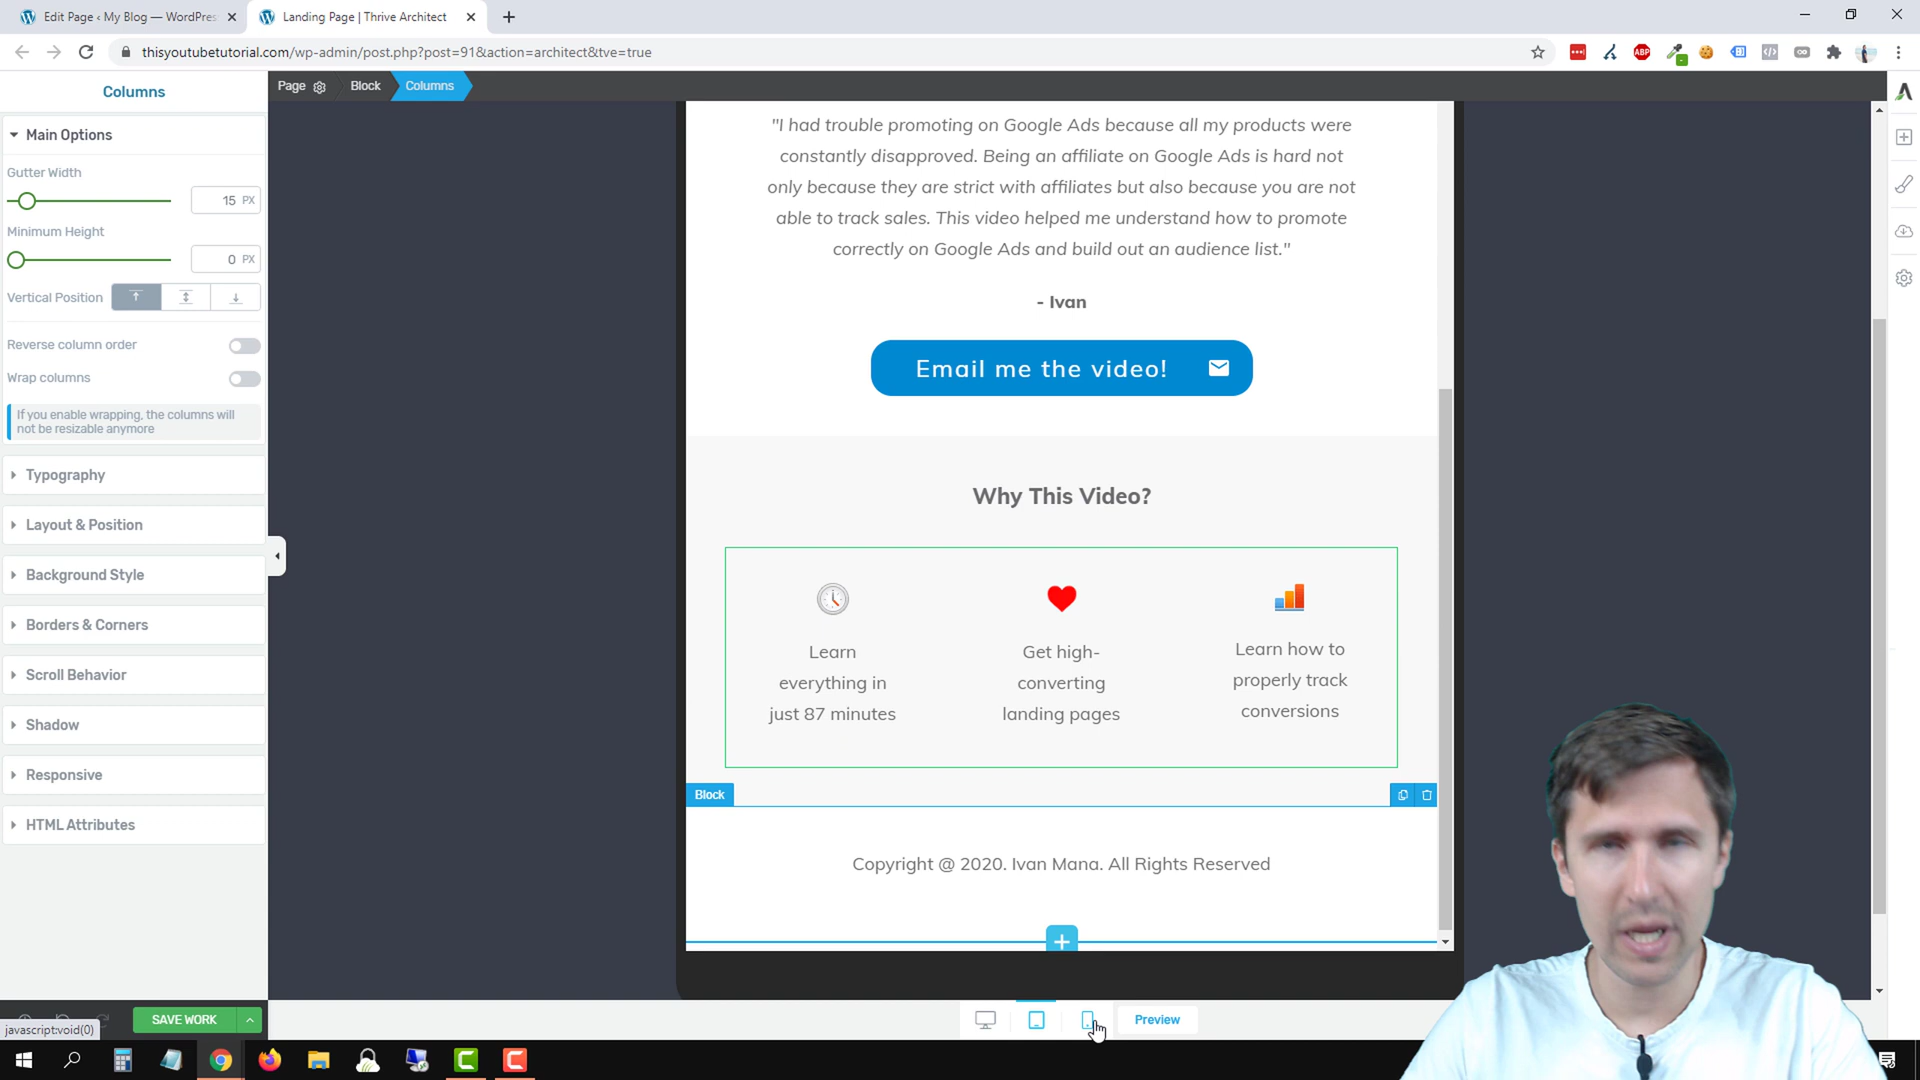 Edit Page ‹ My Blog — WordPres
Landing Page | Thrive Architect
thisyoutubetutorial.com/wp-admin/post.php?post=91&action=architect&tve=true
ABP
Columns
Page
Block
Columns
Main Options
Gutter Width
15 PX
Minimum Height
0 PX
Vertical Position
Reverse column order
Wrap columns
If you enable wrapping, the columns will
not be resizable anymore
Typography
Layout & Position
Background Style
Borders & Corners
Scroll Behavior
Shadow
Responsive
HTML Attributes
"I had trouble promoting on Google Ads because all my products were
constantly disapproved. Being an affiliate on Google Ads is hard not
only because they are strict with affiliates but also because you are not
able to track sales. This video helped me understand how to promote
correctly on Google Ads and build out an audience list."
- Ivan
Email me the video!
Why This Video?
Learn
everything in
just 87 minutes
Get high-
converting
landing pages
Learn how to
properly track
conversions
Block
Copyright @ 2020. Ivan Mana. All Rights Reserved
SAVE WORK
javascript:void(0)
Preview